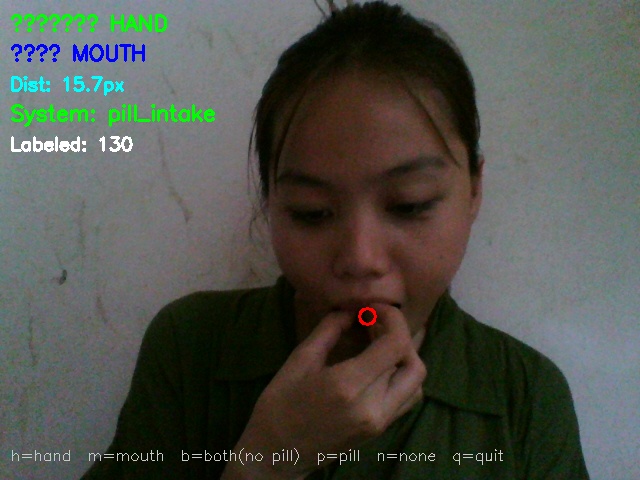 ??????? HAND
???? MOUTH
Dist: 15.7px
System: pill_intake
Labeled: 130
h=hand m=mouth b=both(no pill) p=pill n=none q=quit